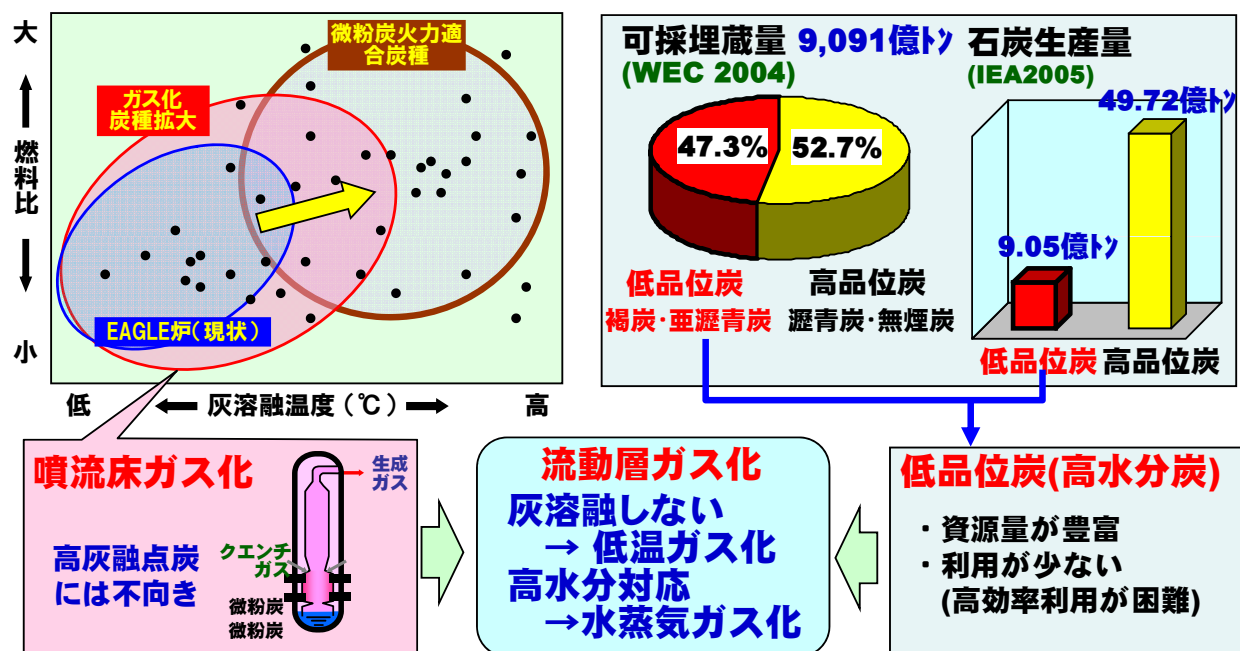 大
燃料比
小
微粉炭火力適
合炭種
ガス化
炭種拡大
EAGLE炉(現状)
低
灰溶融温度(℃)
高
可採埋蔵量 9,091億トン
(WEC 2004)
47.3%
52.7%
低品位炭
褐炭・亜瀝青炭
高品位炭
瀝青炭・無煙炭
石炭生産量
(IEA2005)
49.72億トン
9.05億トン
低品位炭 高品位炭
噴流床ガス化
高灰融点炭
には不向き
生成
ガス
クエンチ
ガス
微粉炭
微粉炭
流動層ガス化
灰溶融しない
→ 低温ガス化
高水分対応
→水蒸気ガス化
低品位炭(高水分炭)
・資源量が豊富
・利用が少ない
(高効率利用が困難)